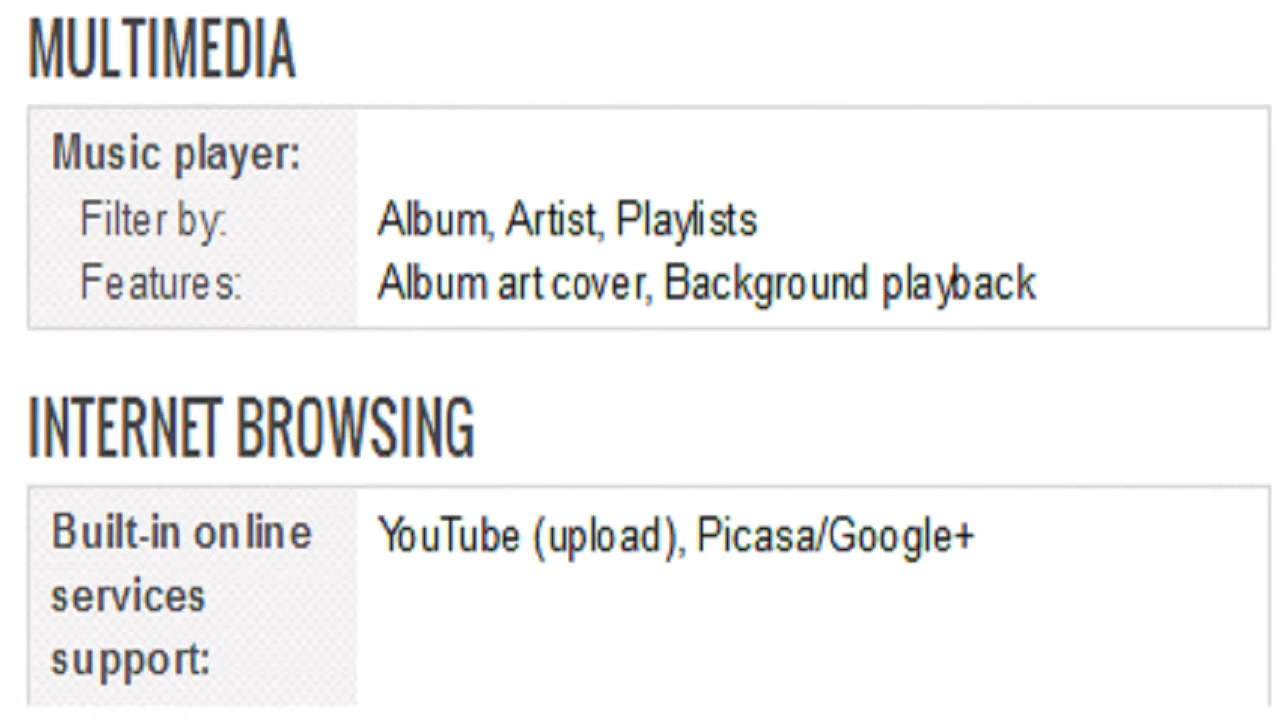 MULTIMEDIA
Music player:
Filter by: Album, Artist, Playlists
Features: Album art cover, Background playback
INTERNET BROWSING
Built-in online services support: YouTube (upload), Picasa/Google+